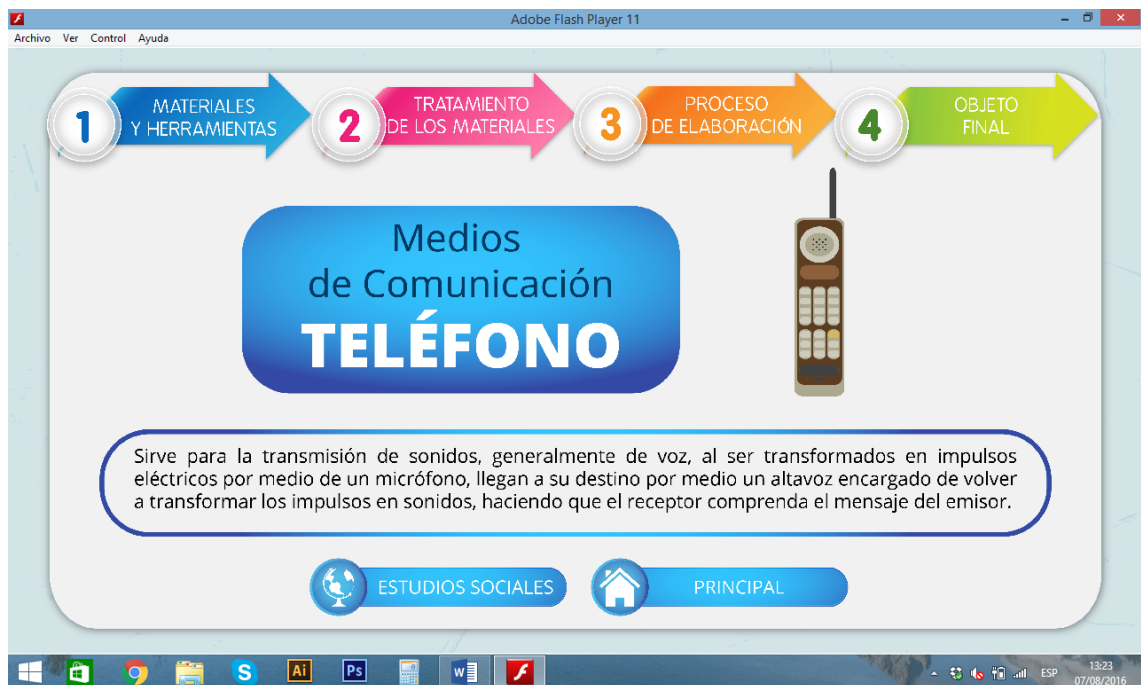 Adobe Flash Player 11
Archivo Ver Control Ayuda
1
MATERIALES
Y HERRAMIENTAS
2
TRATAMIENTO
DE LOS MATERIALES
3
PROCESO
DE ELABORACIÓN
4
OBJETO
FINAL
Medios
de Comunicación
TELÉFONO
Sirve para la transmisión de sonidos, generalmente de voz, al ser transformados en impulsos
eléctricos por medio de un micrófono, llegan a su destino por medio un altavoz encargado de volver
a transformar los impulsos en sonidos, haciendo que el receptor comprenda el mensaje del emisor.
ESTUDIOS SOCIALES
PRINCIPAL
Ai
Ps
ESP
13:23
07/08/2016